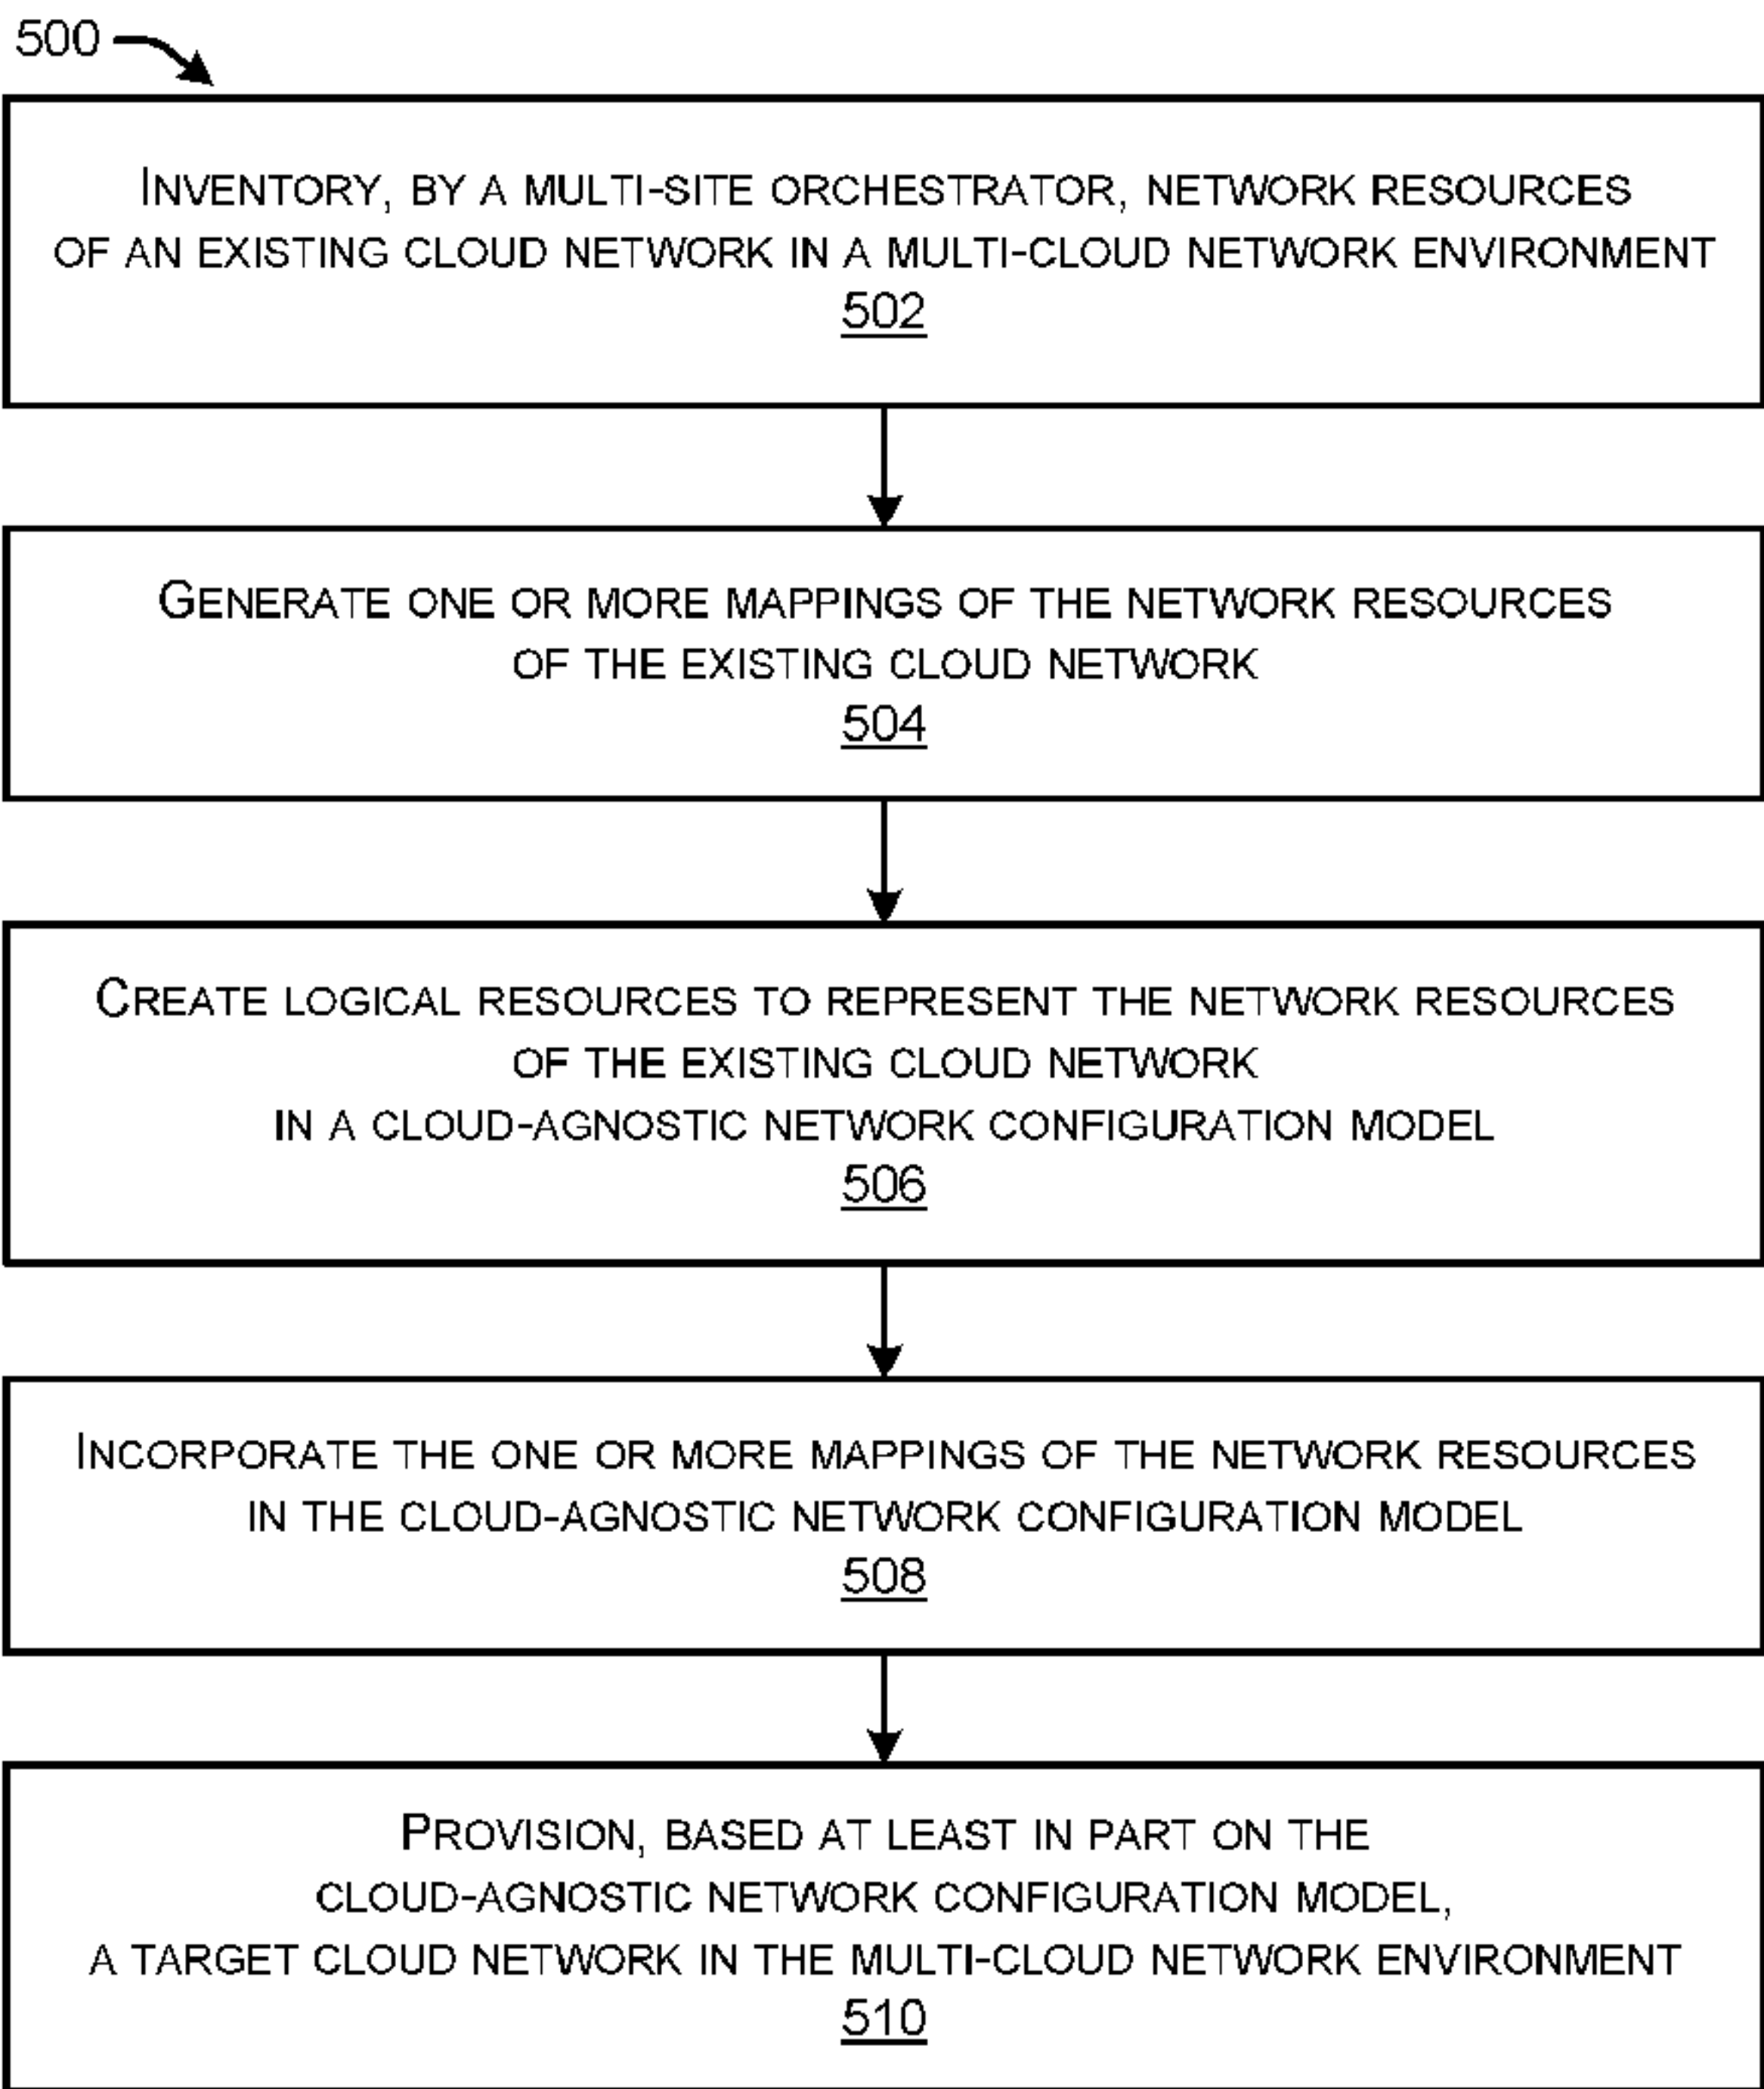 500
INVENTORY, BY A MULTI-SITE ORCHESTRATOR, NETWORK RESOURCES
OF AN EXISTING CLOUD NETWORK IN A MULTI-CLOUD NETWORK ENVIRONMENT
502
GENERATE ONE OR MORE MAPPINGS OF THE NETWORK RESOURCES
OF THE EXISTING CLOUD NETWORK
504
CREATE LOGICAL RESOURCES TO REPRESENT THE NETWORK RESOURCES
OF THE EXISTING CLOUD NETWORK
IN A CLOUD-AGNOSTIC NETWORK CONFIGURATION MODEL
506
INCORPORATE THE ONE OR MORE MAPPINGS OF THE NETWORK RESOURCES
IN THE CLOUD-AGNOSTIC NETWORK CONFIGURATION MODEL
508
PROVISION, BASED AT LEAST IN PART ON THE
CLOUD-AGNOSTIC NETWORK CONFIGURATION MODEL,
A TARGET CLOUD NETWORK IN THE MULTI-CLOUD NETWORK ENVIRONMENT
510